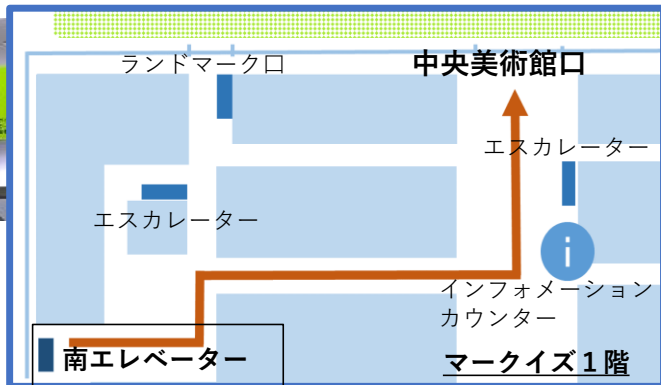 ランドマーク口
中央美術館口
エスカレーター
エスカレーター
i
インフォメーション
カウンター
南エレベーター
マークイズ１階